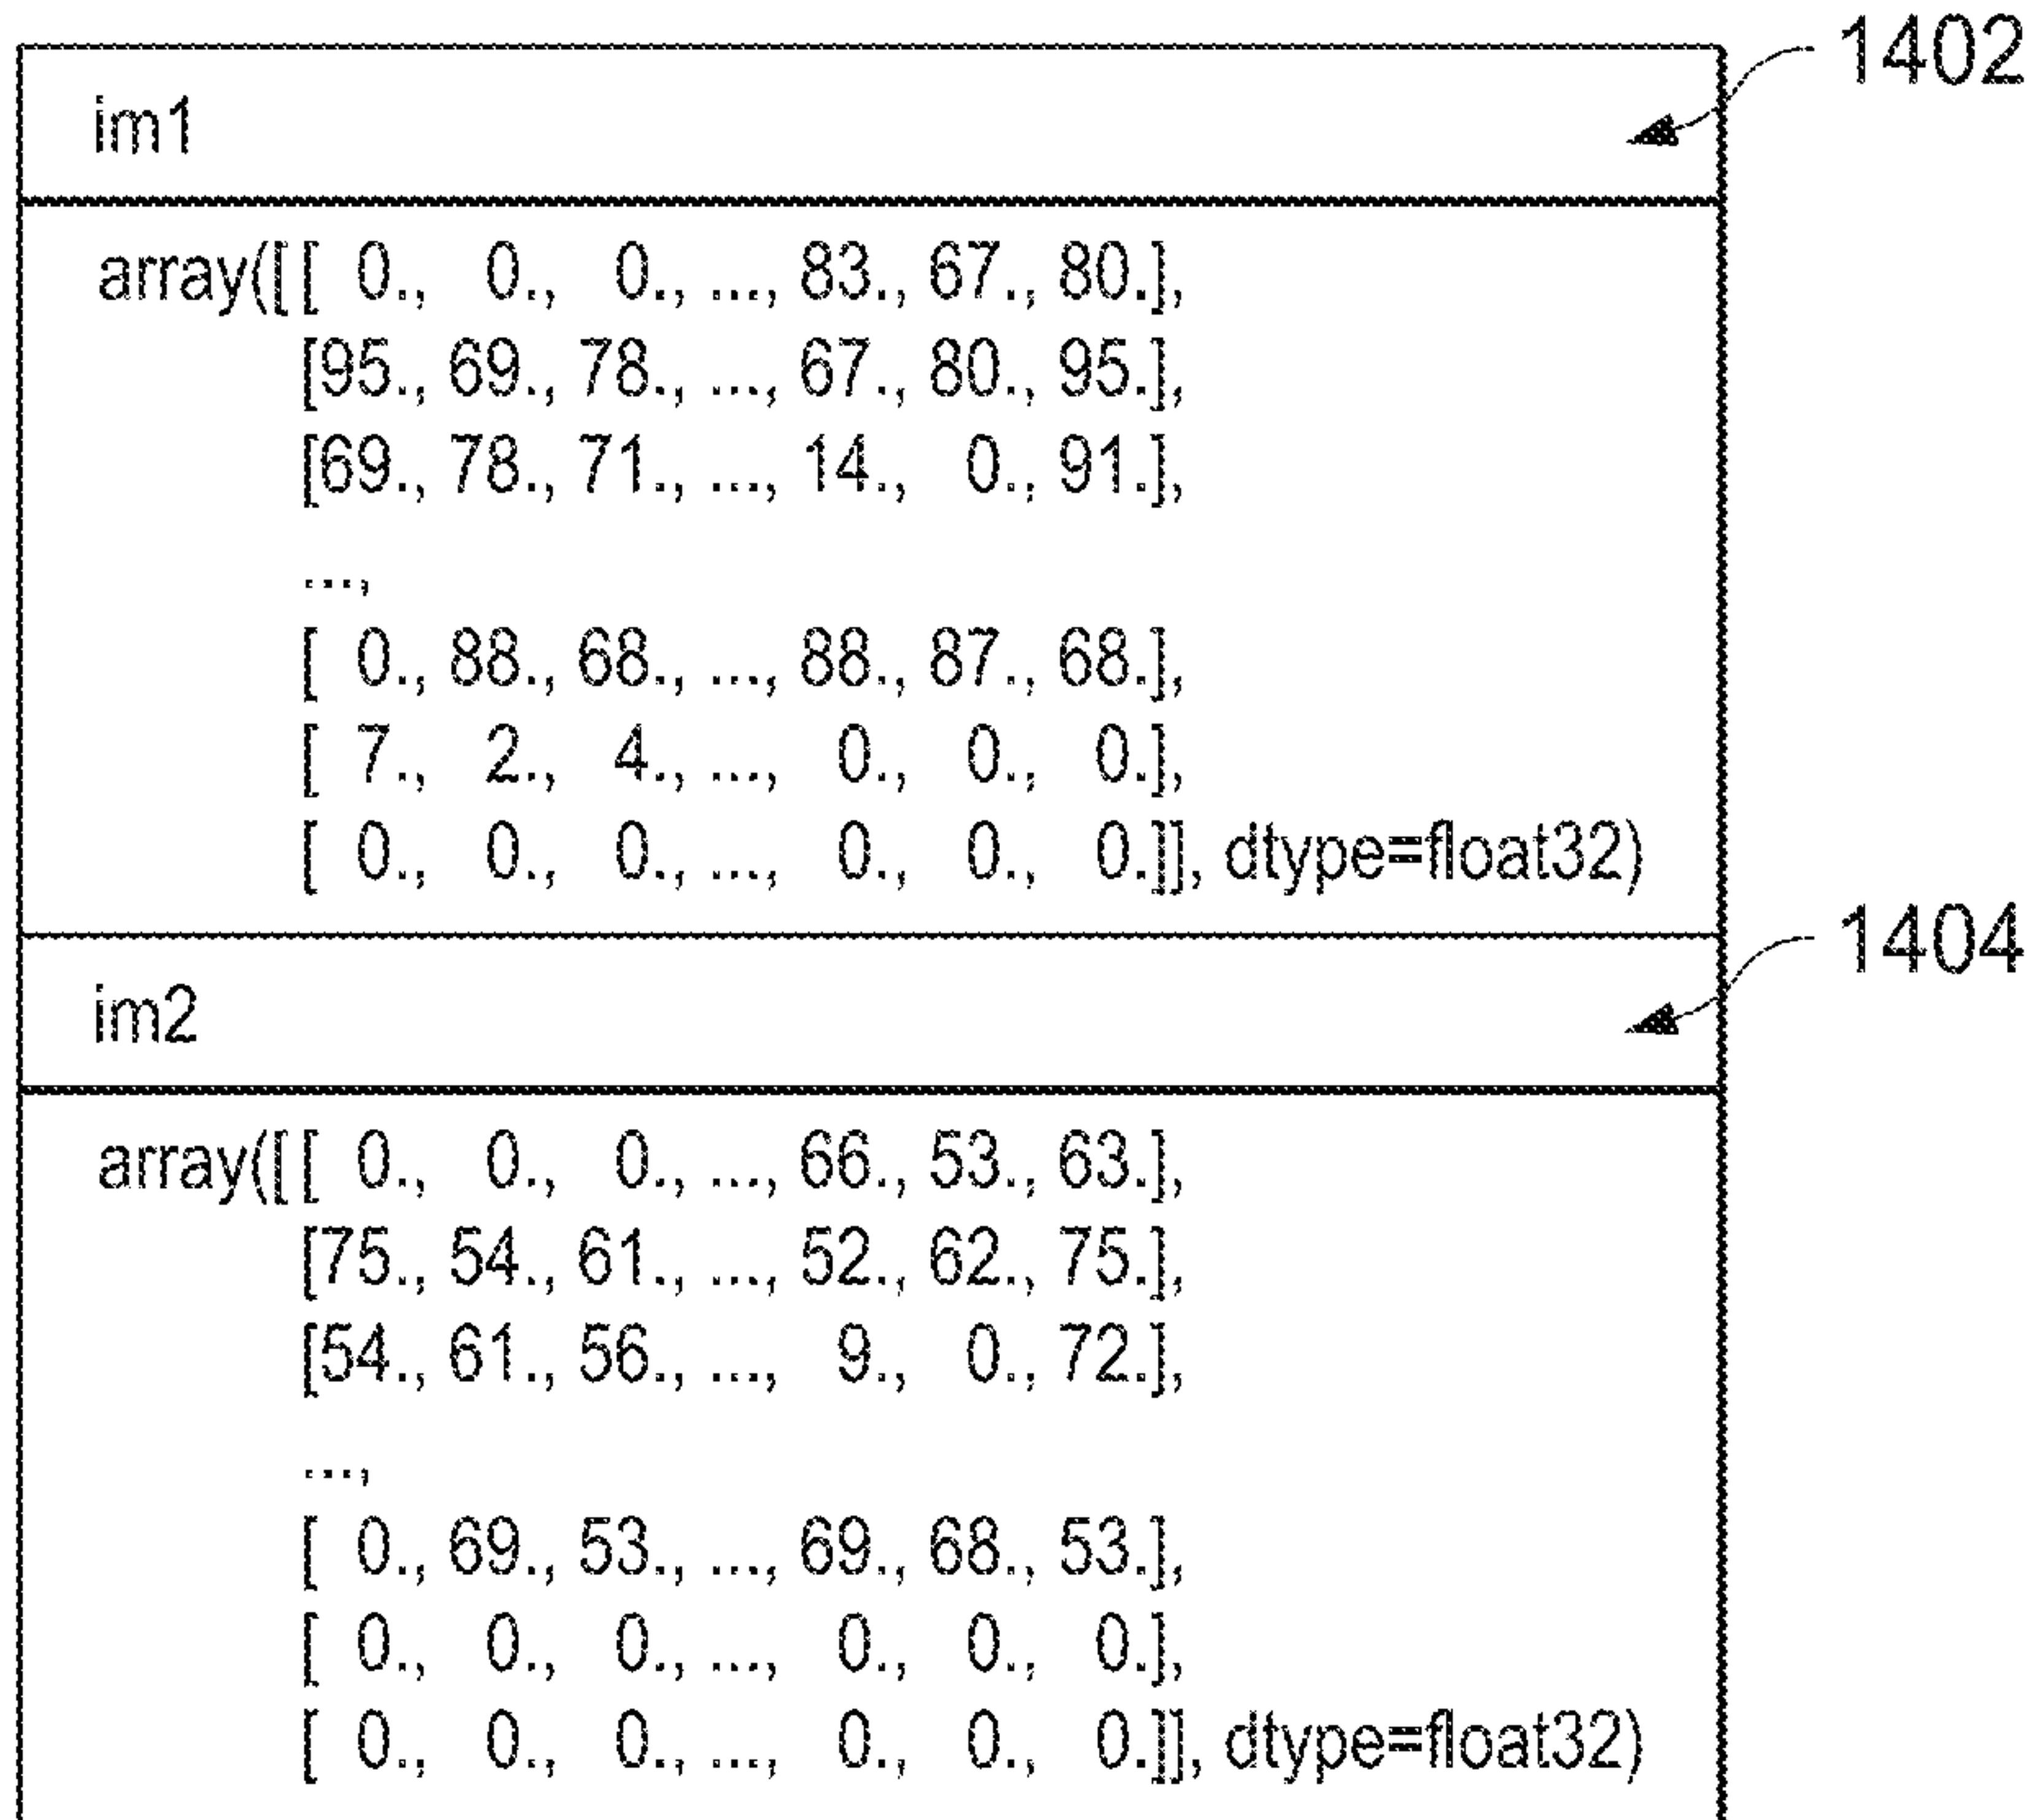 1402
im1
array([[ 0., 0., 0., ..., 83., 67., 80.],
[95., 69., 78., ..., 67., 80., 95.],
[69., 78., 71., ..., 14., 0., 91.],
...,
[ 0., 88., 68., ..., 88., 87., 68.],
[ 7., 2., 4., ..., 0., 0., 0.],
[ 0., 0., 0., ..., 0., 0., 0.]], dtype=float32)
1404
im2
array([[ 0., 0., 0., ..., 66., 53., 63.],
[75., 54., 61., ..., 52., 62., 75.],
[54., 61., 56., ..., 9., 0., 72.],
...,
[ 0., 69., 53., ..., 69., 68., 53.],
[ 0., 0., 0., ..., 0., 0., 0.],
[ 0., 0., 0., ..., 0., 0., 0.]], dtype=float32)